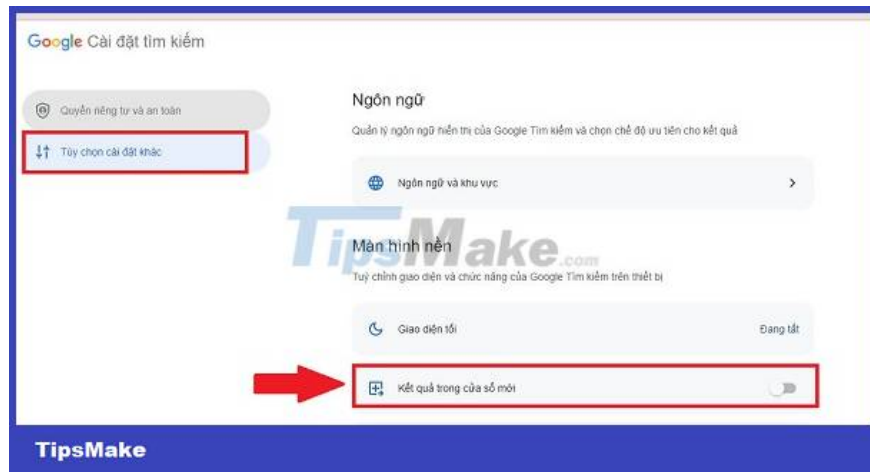 Google Cài đặt tìm kiếm
Quyền riêng tư và an toàn
Tùy chọn cài đặt khác
Ngôn ngữ
Quản lý ngôn ngữ hiển thị của Google Tìm kiếm và chọn chế độ ưu tiên cho kết quả
Ngôn ngữ và khu vực
TipsMake.com
Màn hình nền
Tuỳ chỉnh giao diện và chức năng của Google Tìm kiếm trên thiết bị
Giao diện tối
Đang tắt
Kết quả trong cửa sổ mới
TipsMake